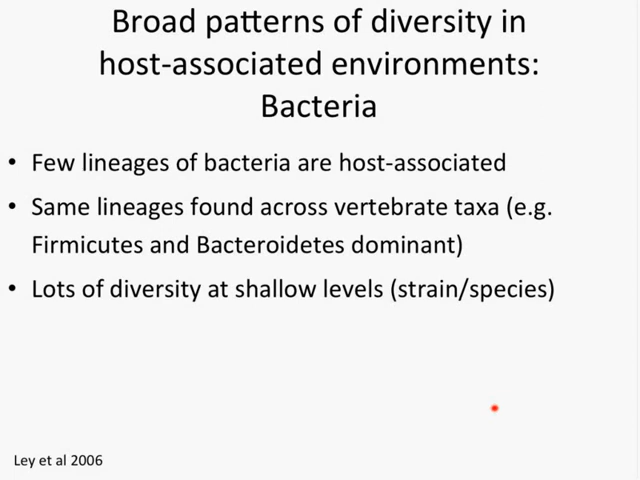 Broad patterns of diversity in
host-associated environments:
Bacteria
• Few lineages of bacteria are host-associated
• Same lineages found across vertebrate taxa (e.g.
Firmicutes and Bacteroidetes dominant)
• Lots of diversity at shallow levels (strain/species)
Ley et al 2006